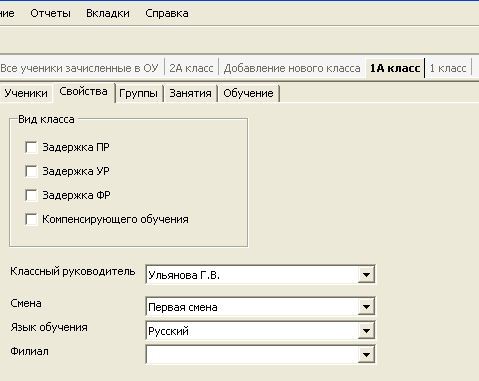 ние Отчеты Вкладки Справка
Все ученики зачисленные в ОУ 2А класс Добавление нового класса 1А класс 1 класс
Ученики Свойства Группы Занятия Обучение
Вид класса
Задержка ПР
Задержка УР
Задержка ФР
Компенсирующего обучения
Классный руководитель Ульянова Г.В.
Смена Первая смена
Язык обучения Русский
Филиал